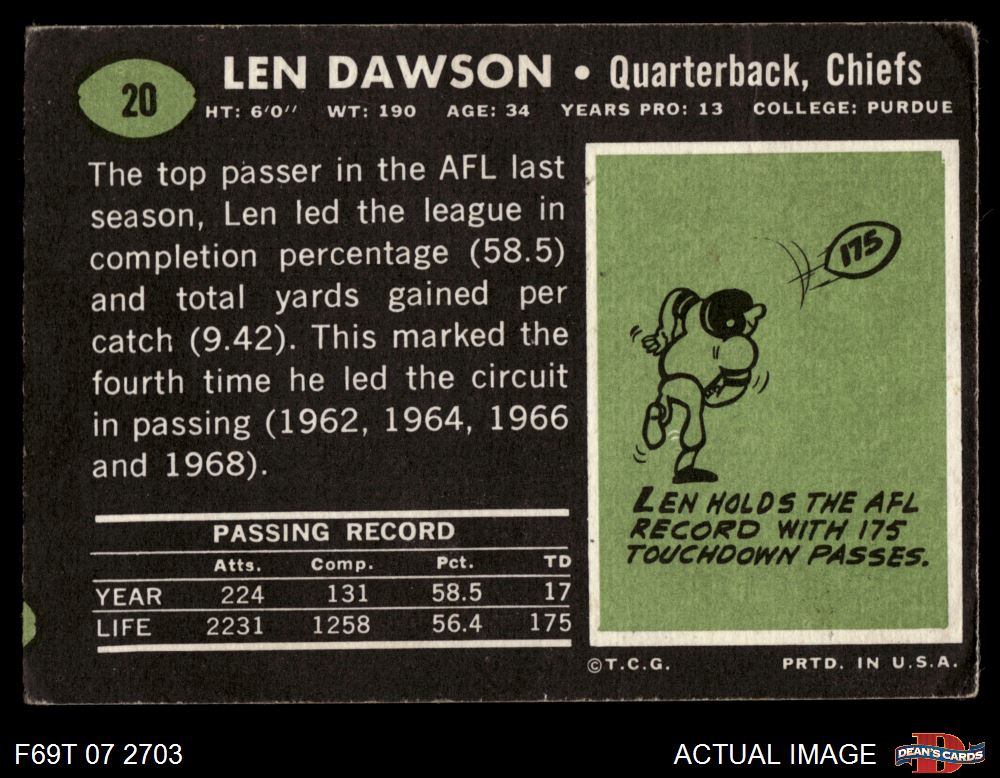 20
LEN DAWSON • Quarterback, Chiefs
HT: 6'0'' WT: 190 AGE: 34 YEARS PRO: 13 COLLEGE: PURDUE
The top passer in the AFL last
season, Len led the league in
completion percentage (58.5)
and total yards gained per
catch (9.42). This marked the
fourth time he led the circuit
in passing (1962, 1964, 1966
and 1968).
PASSING RECORD
Atts. Comp. Pct. TD
YEAR 224 131 58.5 17
LIFE 2231 1258 56.4 175
175
LEN HOLDS THE AFL
RECORD WITH 175
TOUCHDOWN PASSES.
©T.C.G. PRTD. IN U.S.A.
F69T 07 2703
ACTUAL IMAGE
DEAN'S CARDS